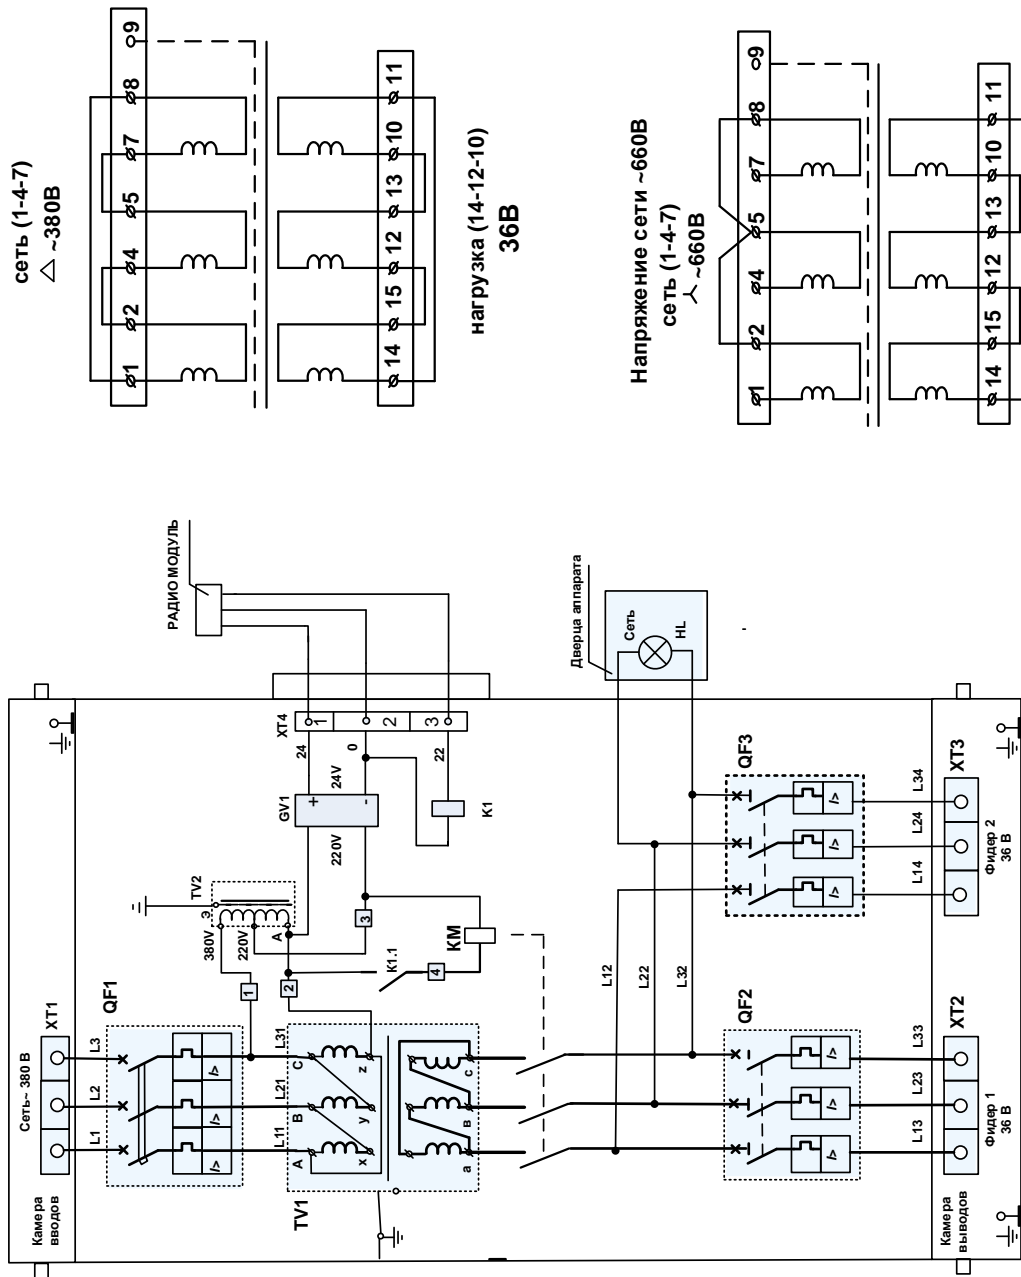 сеть (1-4-7)
△ ~380В
1
2
4
5
7
8
9
14
15
12
13
10
11
нагрузка (14-12-10)
36В
Напряжение сети ~660В
сеть (1-4-7)
~660В
1
2
4
5
7
8
9
14
15
12
13
10
11
Камера вводов
Сеть~ 380 В
XT1
L1
L2
L3
QF1
I>
I>
I>
L11
L21
L31
A
B
C
x
y
z
a
в
c
TV1
1
2
380V
220V
A
Э
TV2
3
K1.1
4
КМ
220V
GV1
+
-
24V
24
0
22
K1
XT4
1
2
3
РАДИО МОДУЛЬ
Дверца аппарата
Сеть
HL
L12
L22
L32
QF2
I>
I>
I>
L13
L23
L33
QF3
I>
I>
I>
L14
L24
L34
Камера выводов
Фидер 1
36 В
XT2
Фидер 2
36 В
XT3